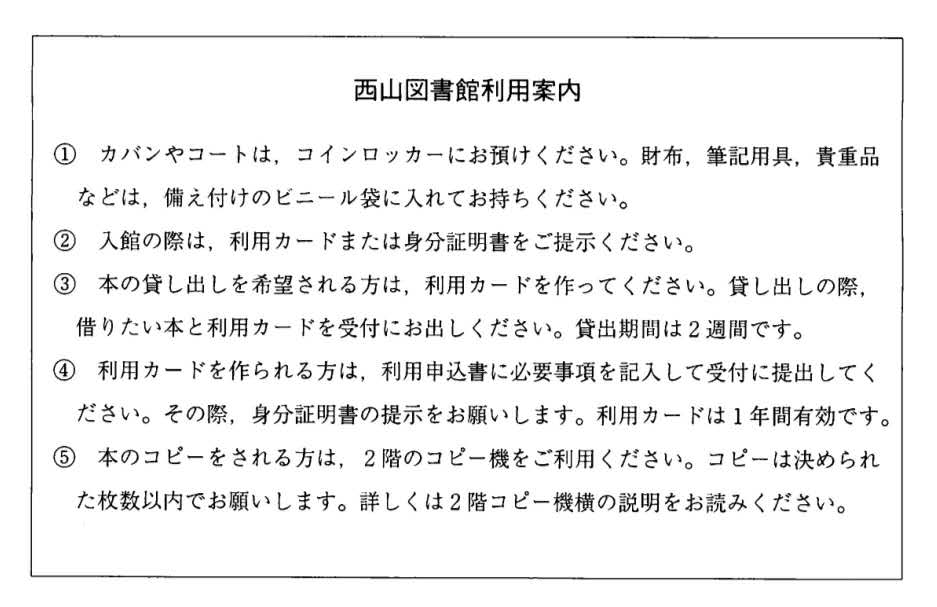 西山図書館利用案内
① カバンやコートは，コインロッカーにお預けください。財布，筆記用具，貴重品
などは，備え付けのビニール袋に入れてお持ちください。
② 入館の際は，利用カードまたは身分証明書をご提示ください。
③ 本の貸し出しを希望される方は，利用カードを作ってください。貸し出しの際，
借りたい本と利用カードを受付にお出しください。貸出期間は２週間です。
④ 利用カードを作られる方は，利用申込書に必要事項を記入して受付に提出してく
ださい。その際，身分証明書の提示をお願いします。利用カードは１年間有効です。
⑤ 本のコピーをされる方は，２階のコピー機をご利用ください。コピーは決められ
た枚数以内でお願いします。詳しくは２階コピー機横の説明をお読みください。